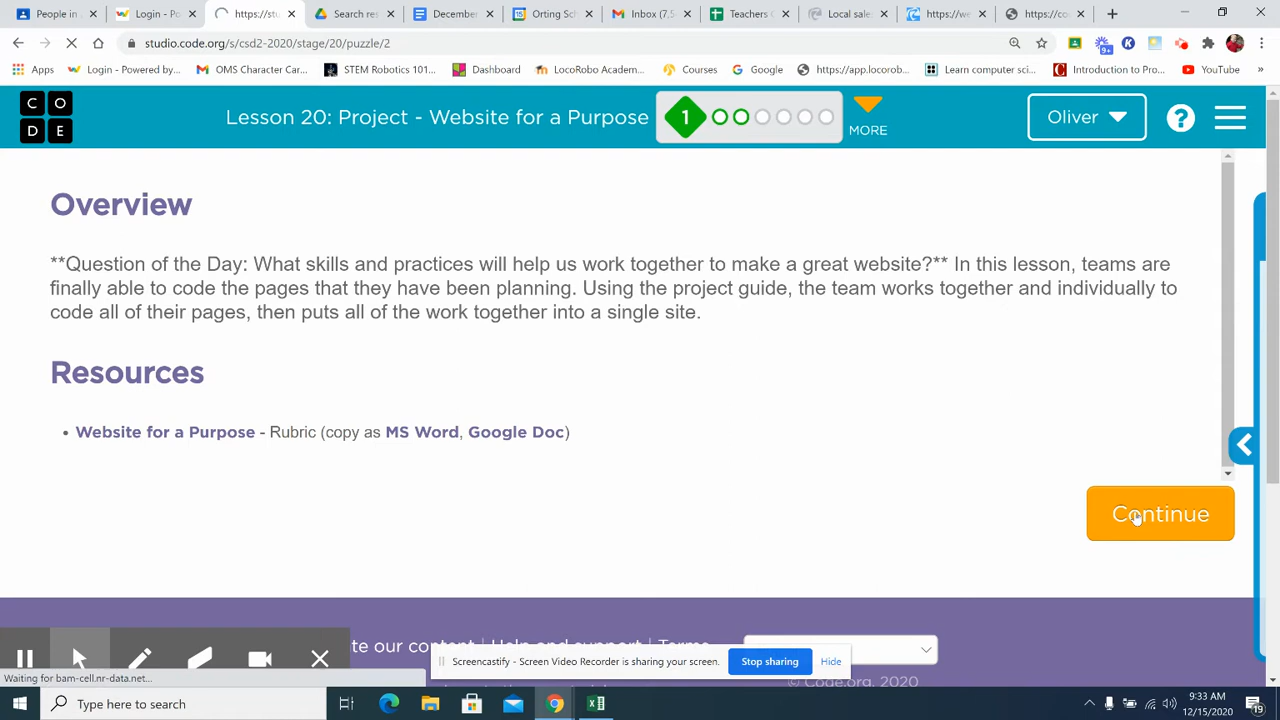 People in
Login - Po
https://stu
Search res
December
Orting Sch
Inbox (7,5
Teachers C
Local sale
https://we
https://co
studio.code.org/s/csd2-2020/stage/20/puzzle/2
9+
Apps
Login - Powered by...
OMS Character Car...
STEM Robotics 101...
Dashboard
LocoRobo Academ...
Courses
Google
https://app.locorob...
Learn computer sci...
Introduction to Pro...
YouTube
»
C O
D E
Lesson 20: Project - Website for a Purpose
1
MORE
Oliver
?
Overview
**Question of the Day: What skills and practices will help us work together to make a great website?** In this lesson, teams are
finally able to code the pages that they have been planning. Using the project guide, the team works together and individually to
code all of their pages, then puts all of the work together into a single site.
Resources
• Website for a Purpose - Rubric (copy as MS Word, Google Doc)
Continue
te our content | Help and support | Terms
Screencastify - Screen Video Recorder is sharing your screen.
Stop sharing
Hide
Waiting for bam-cell.nr-data.net...
© Code.org, 2020
Type here to search
9:33 AM
12/15/2020
19